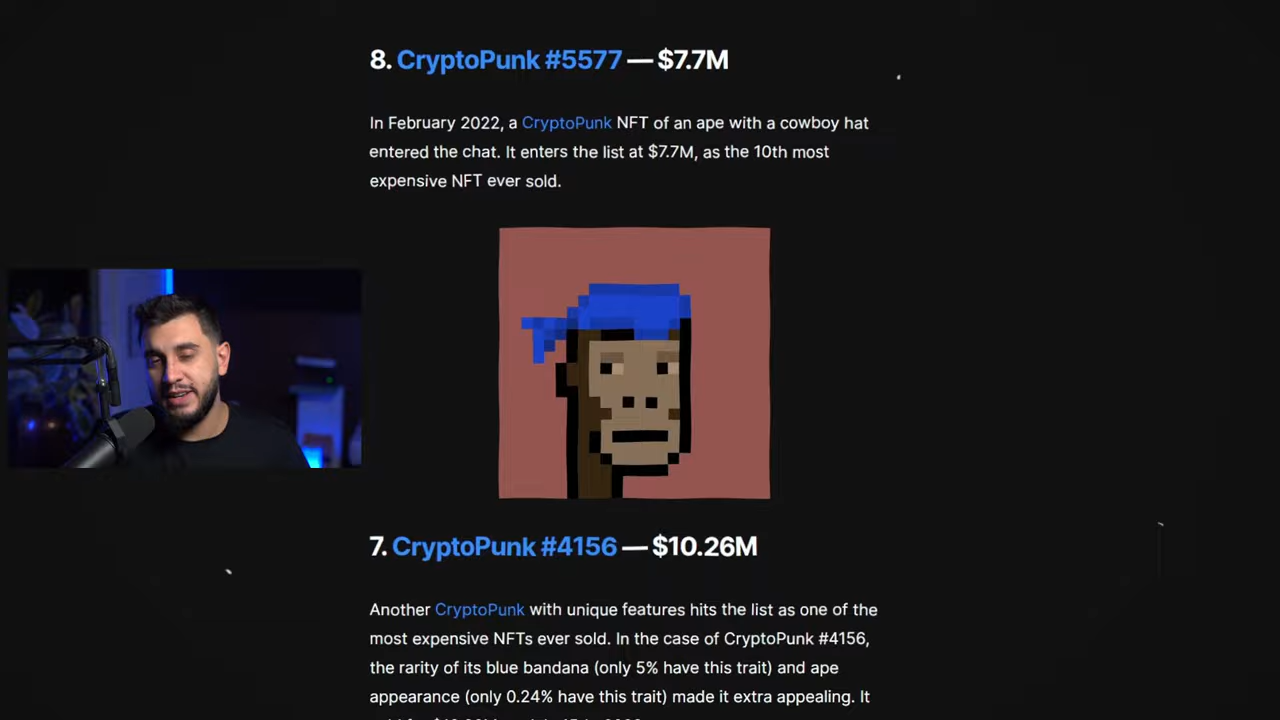 8. CryptoPunk #5577 — $7.7M
In February 2022, a CryptoPunk NFT of an ape with a cowboy hat
entered the chat. It enters the list at $7.7M, as the 10th most
expensive NFT ever sold.
7. CryptoPunk #4156 — $10.26M
Another CryptoPunk with unique features hits the list as one of the
most expensive NFTs ever sold. In the case of CryptoPunk #4156,
the rarity of its blue bandana (only 5% have this trait) and ape
appearance (only 0.24% have this trait) made it extra appealing. It